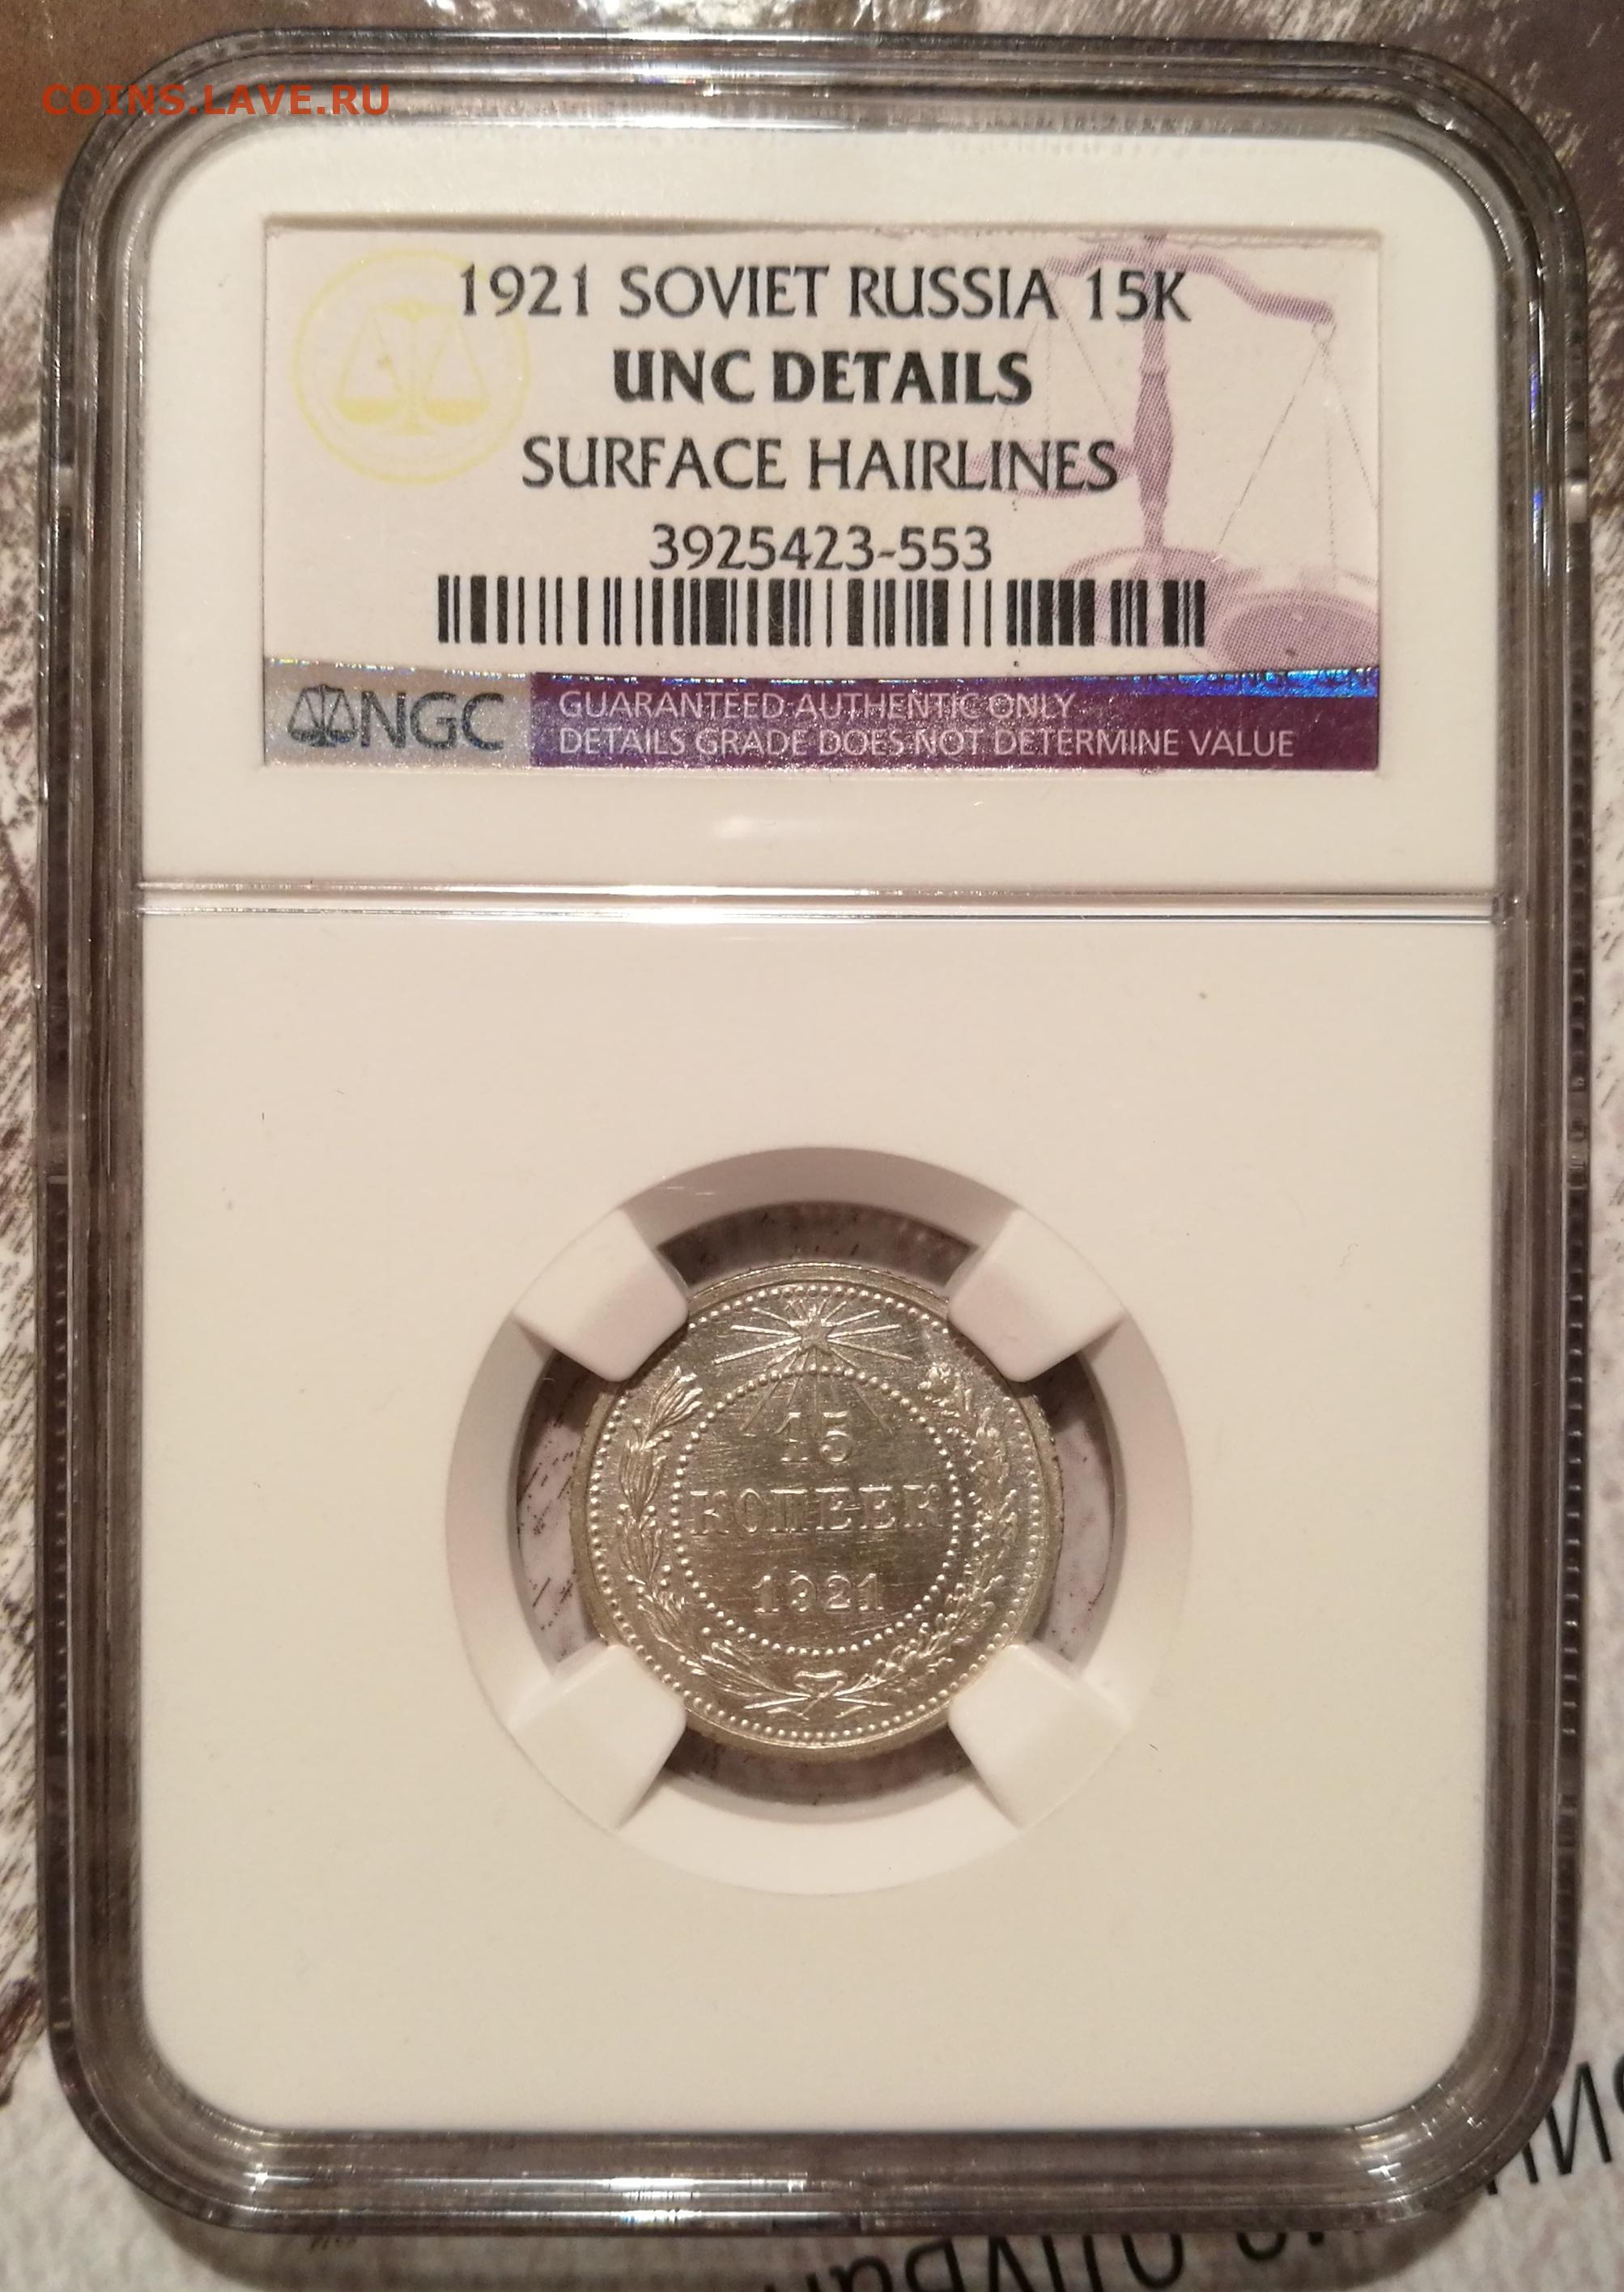 COINS.LAVE.RU
1921 SOVIET RUSSIA 15K
UNC DETAILS
SURFACE HAIRLINES
3925423-553
NGC
GUARANTEED AUTHENTIC ONLY
DETAILS GRADE DOES NOT DETERMINE VALUE
15
КОПЕЕК
1921